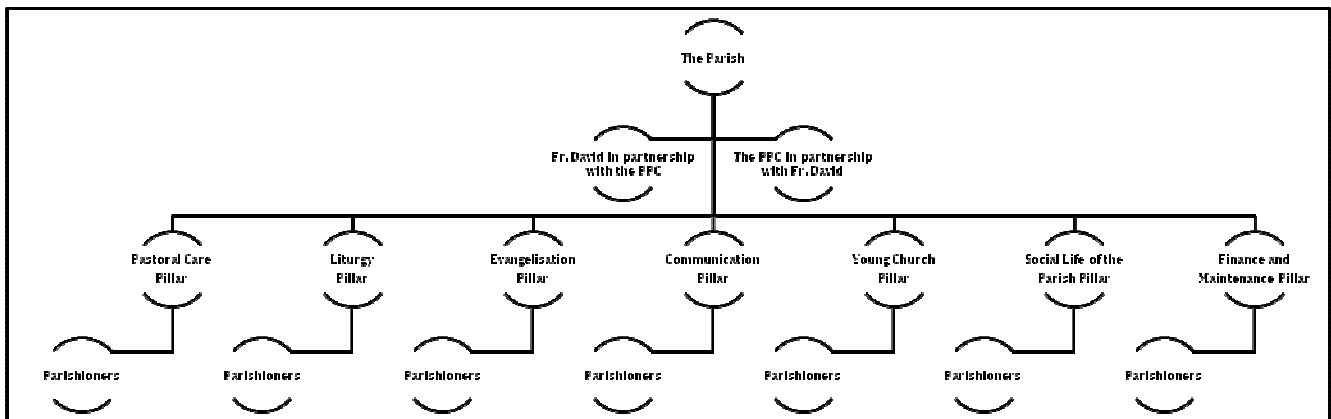 The Parish
Fr. David in partnership
with the PPC
The PPC in partnership
with Fr. David
Pastoral Care
Pillar
Liturgy
Pillar
Evangelisation
Pillar
Communication
Pillar
Young Church
Pillar
Social Life of the
Parish Pillar
Finance and
Maintenance Pillar
Parishioners
Parishioners
Parishioners
Parishioners
Parishioners
Parishioners
Parishioners